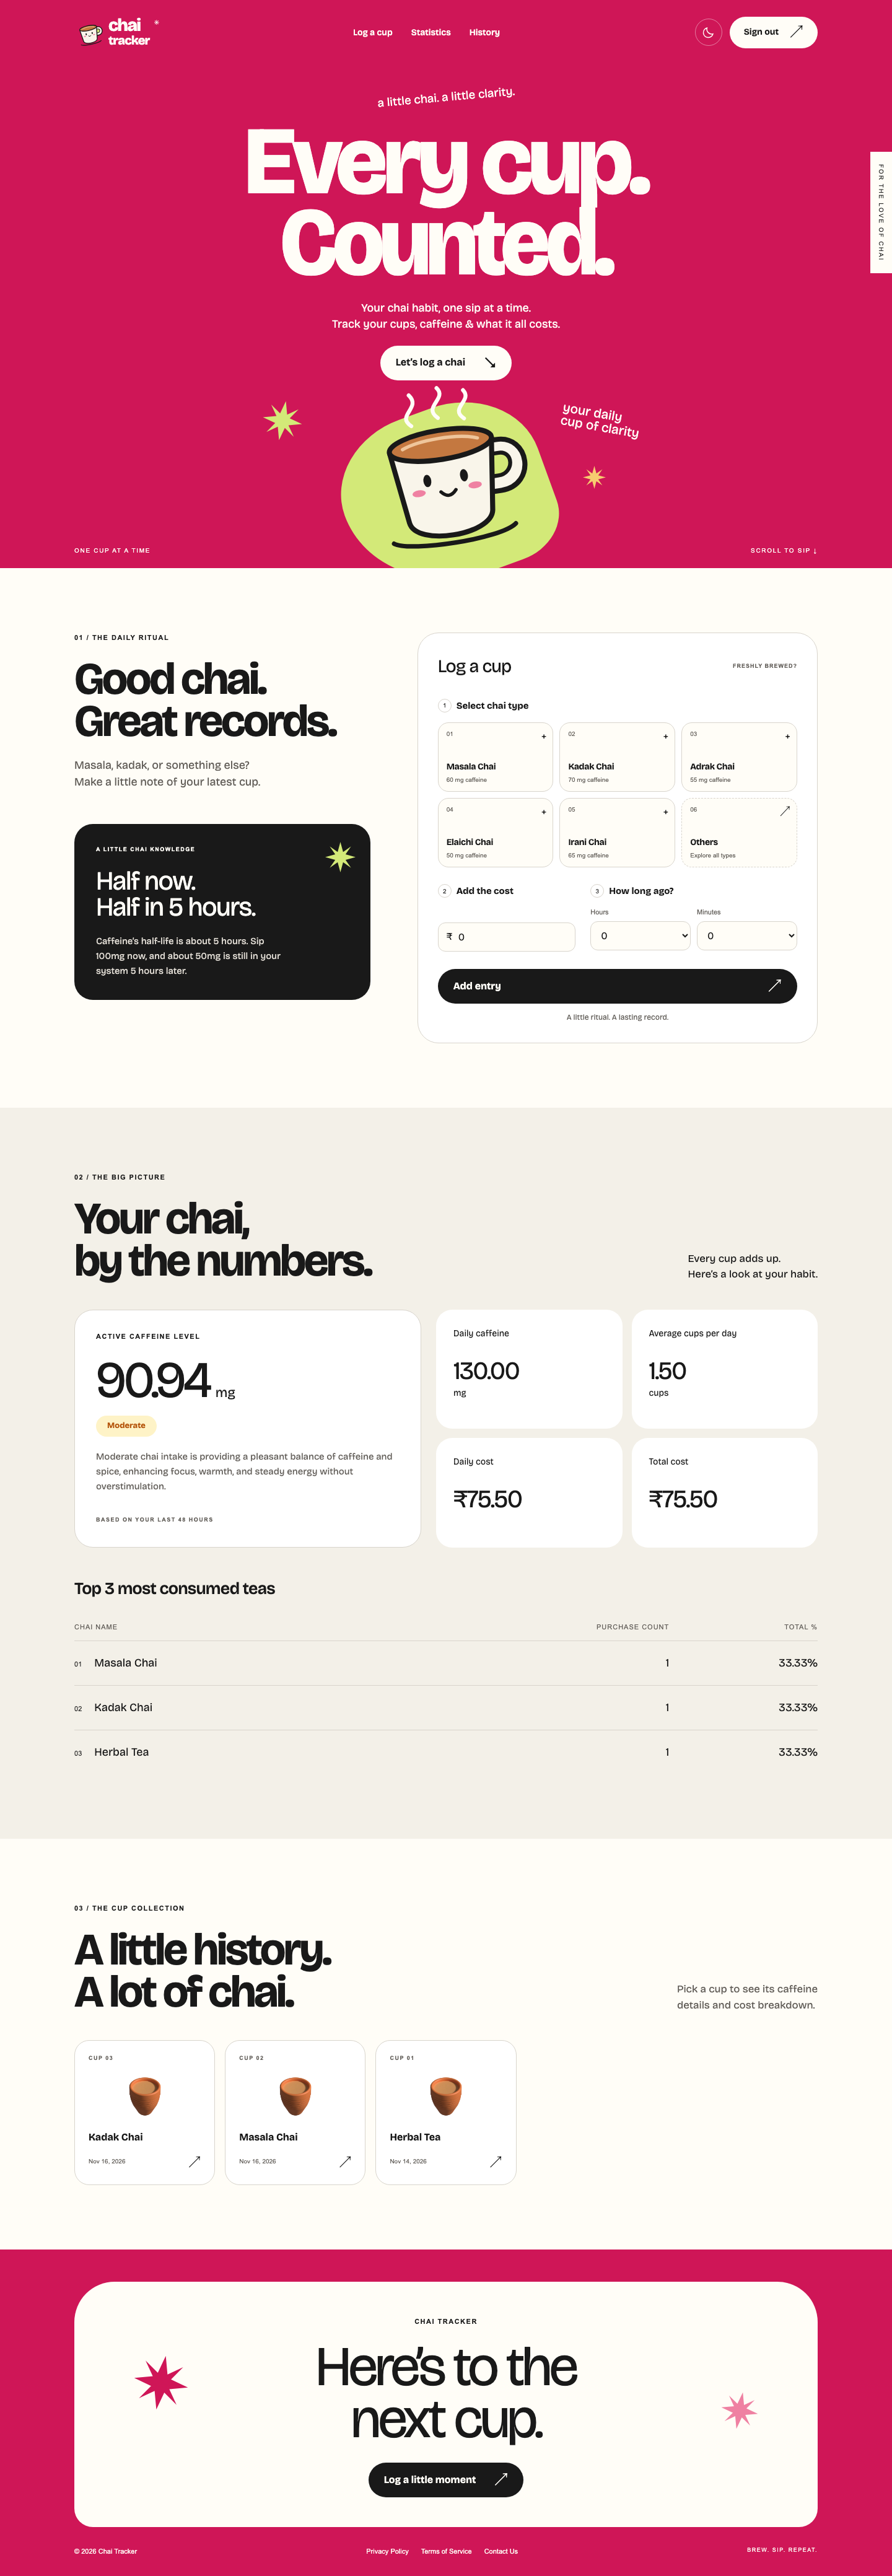 chai
tracker
Log a cup
Statistics
History
Sign out
a little chai. a little clarity.
Every cup.
Counted.
FOR THE LOVE OF CHAI
Your chai habit, one sip at a time.
Track your cups, caffeine & what it all costs.
Let's log a chai
your daily
cup of clarity
ONE CUP AT A TIME
SCROLL TO SIP ↓
01 / THE DAILY RITUAL
Good chai.
Great records.
Masala, kadak, or something else?
Make a little note of your latest cup.
A LITTLE CHAI KNOWLEDGE
Half now.
Half in 5 hours.
Caffeine's half-life is about 5 hours. Sip
100mg now, and about 50mg is still in your
system 5 hours later.
Log a cup
FRESHLY BREWED?
1 Select chai type
01 +
Masala Chai
60 mg caffeine
02 +
Kadak Chai
70 mg caffeine
03 +
Adrak Chai
55 mg caffeine
04 +
Elaichi Chai
50 mg caffeine
05 +
Irani Chai
65 mg caffeine
06
Others
Explore all types
2 Add the cost
₹ 0
3 How long ago?
Hours
0
Minutes
0
Add entry
A little ritual. A lasting record.
02 / THE BIG PICTURE
Your chai,
by the numbers.
Every cup adds up.
Here's a look at your habit.
ACTIVE CAFFEINE LEVEL
90.94 mg
Moderate
Moderate chai intake is providing a pleasant balance of caffeine and
spice, enhancing focus, warmth, and steady energy without
overstimulation.
BASED ON YOUR LAST 48 HOURS
Daily caffeine
130.00
mg
Average cups per day
1.50
cups
Daily cost
₹75.50
Total cost
₹75.50
Top 3 most consumed teas
CHAI NAME PURCHASE COUNT TOTAL %
01 Masala Chai 1 33.33%
02 Kadak Chai 1 33.33%
03 Herbal Tea 1 33.33%
03 / THE CUP COLLECTION
A little history.
A lot of chai.
Pick a cup to see its caffeine
details and cost breakdown.
CUP 03
Kadak Chai
Nov 16, 2026
CUP 02
Masala Chai
Nov 16, 2026
CUP 01
Herbal Tea
Nov 14, 2026
CHAI TRACKER
Here's to the
next cup.
Log a little moment
© 2026 Chai Tracker
Privacy Policy
Terms of Service
Contact Us
BREW. SIP. REPEAT.